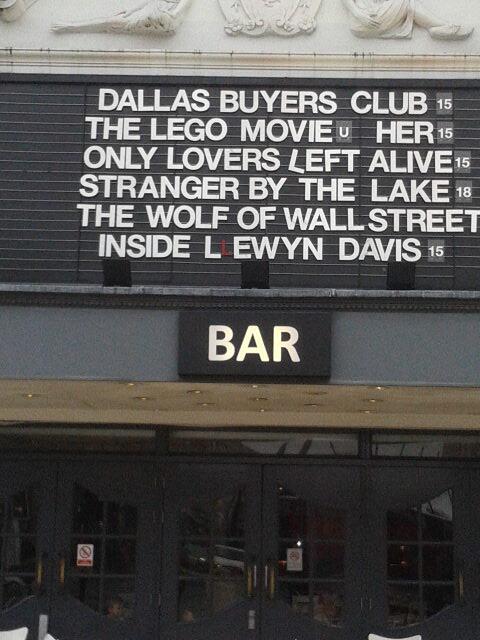 DALLAS BUYERS CLUB 15
THE LEGO MOVIE U HER 15
ONLY LOVERS LEFT ALIVE 15
STRANGER BY THE LAKE 18
THE WOLF OF WALL STREET
INSIDE LLEWYN DAVIS 15
BAR